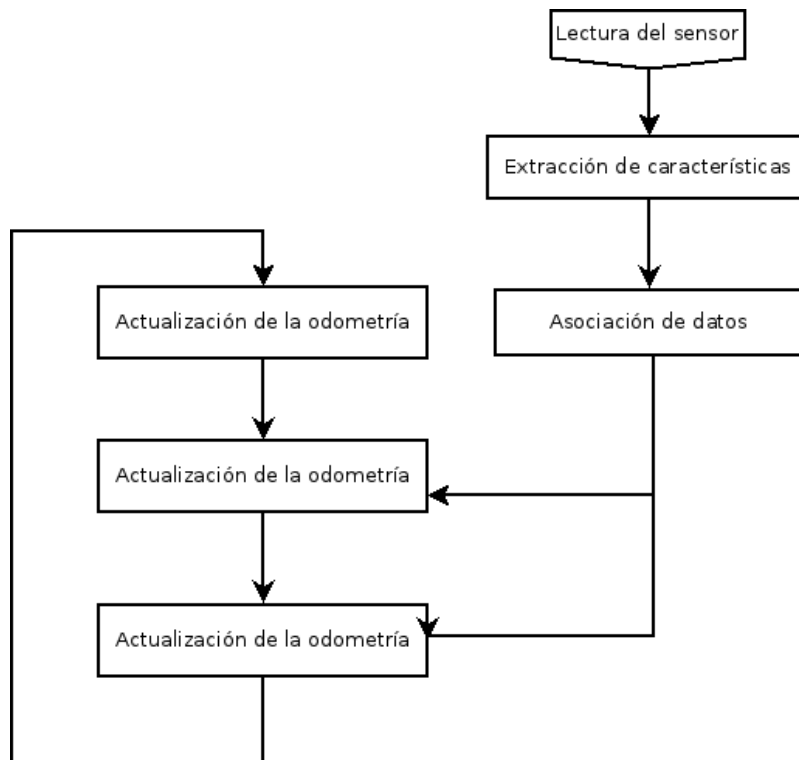 Lectura del sensor
Extracción de características
Asociación de datos
Actualización de la odometría
Actualización de la odometría
Actualización de la odometría